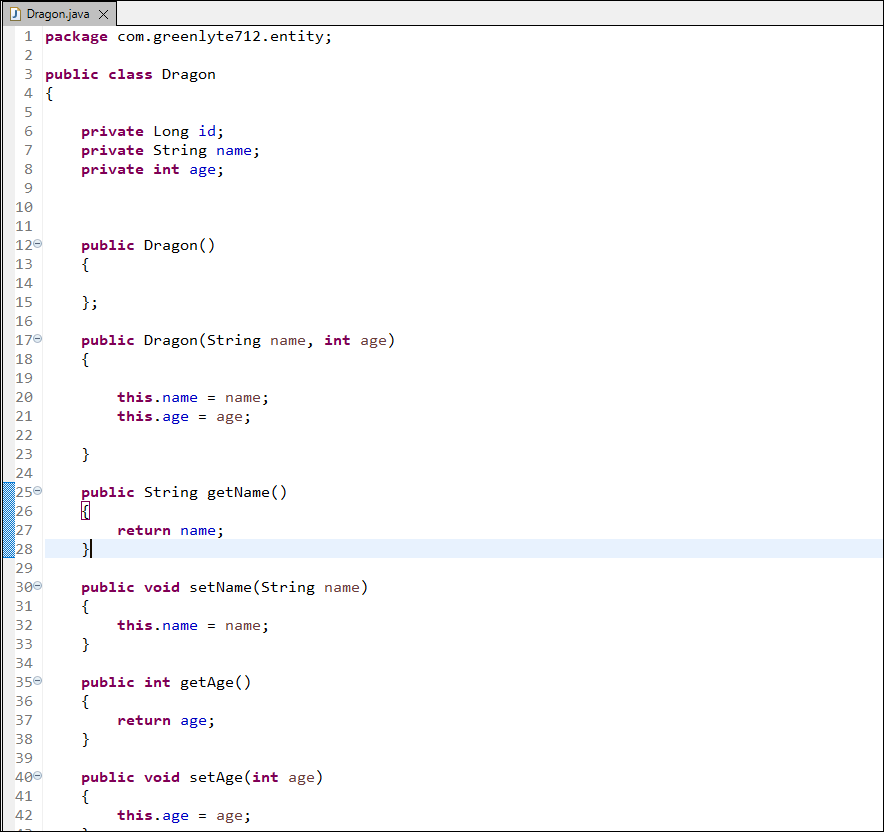 Dragon.java
1 package com.greenlyte712.entity;
2
3 public class Dragon
4 {
5
6 private Long id;
7 private String name;
8 private int age;
9
10
11
12 public Dragon()
13 {
14
15 };
16
17 public Dragon(String name, int age)
18 {
19
20 this.name = name;
21 this.age = age;
22
23 }
24
25 public String getName()
26 {
27 return name;
28 }
29
30 public void setName(String name)
31 {
32 this.name = name;
33 }
34
35 public int getAge()
36 {
37 return age;
38 }
39
40 public void setAge(int age)
41 {
42 this.age = age;